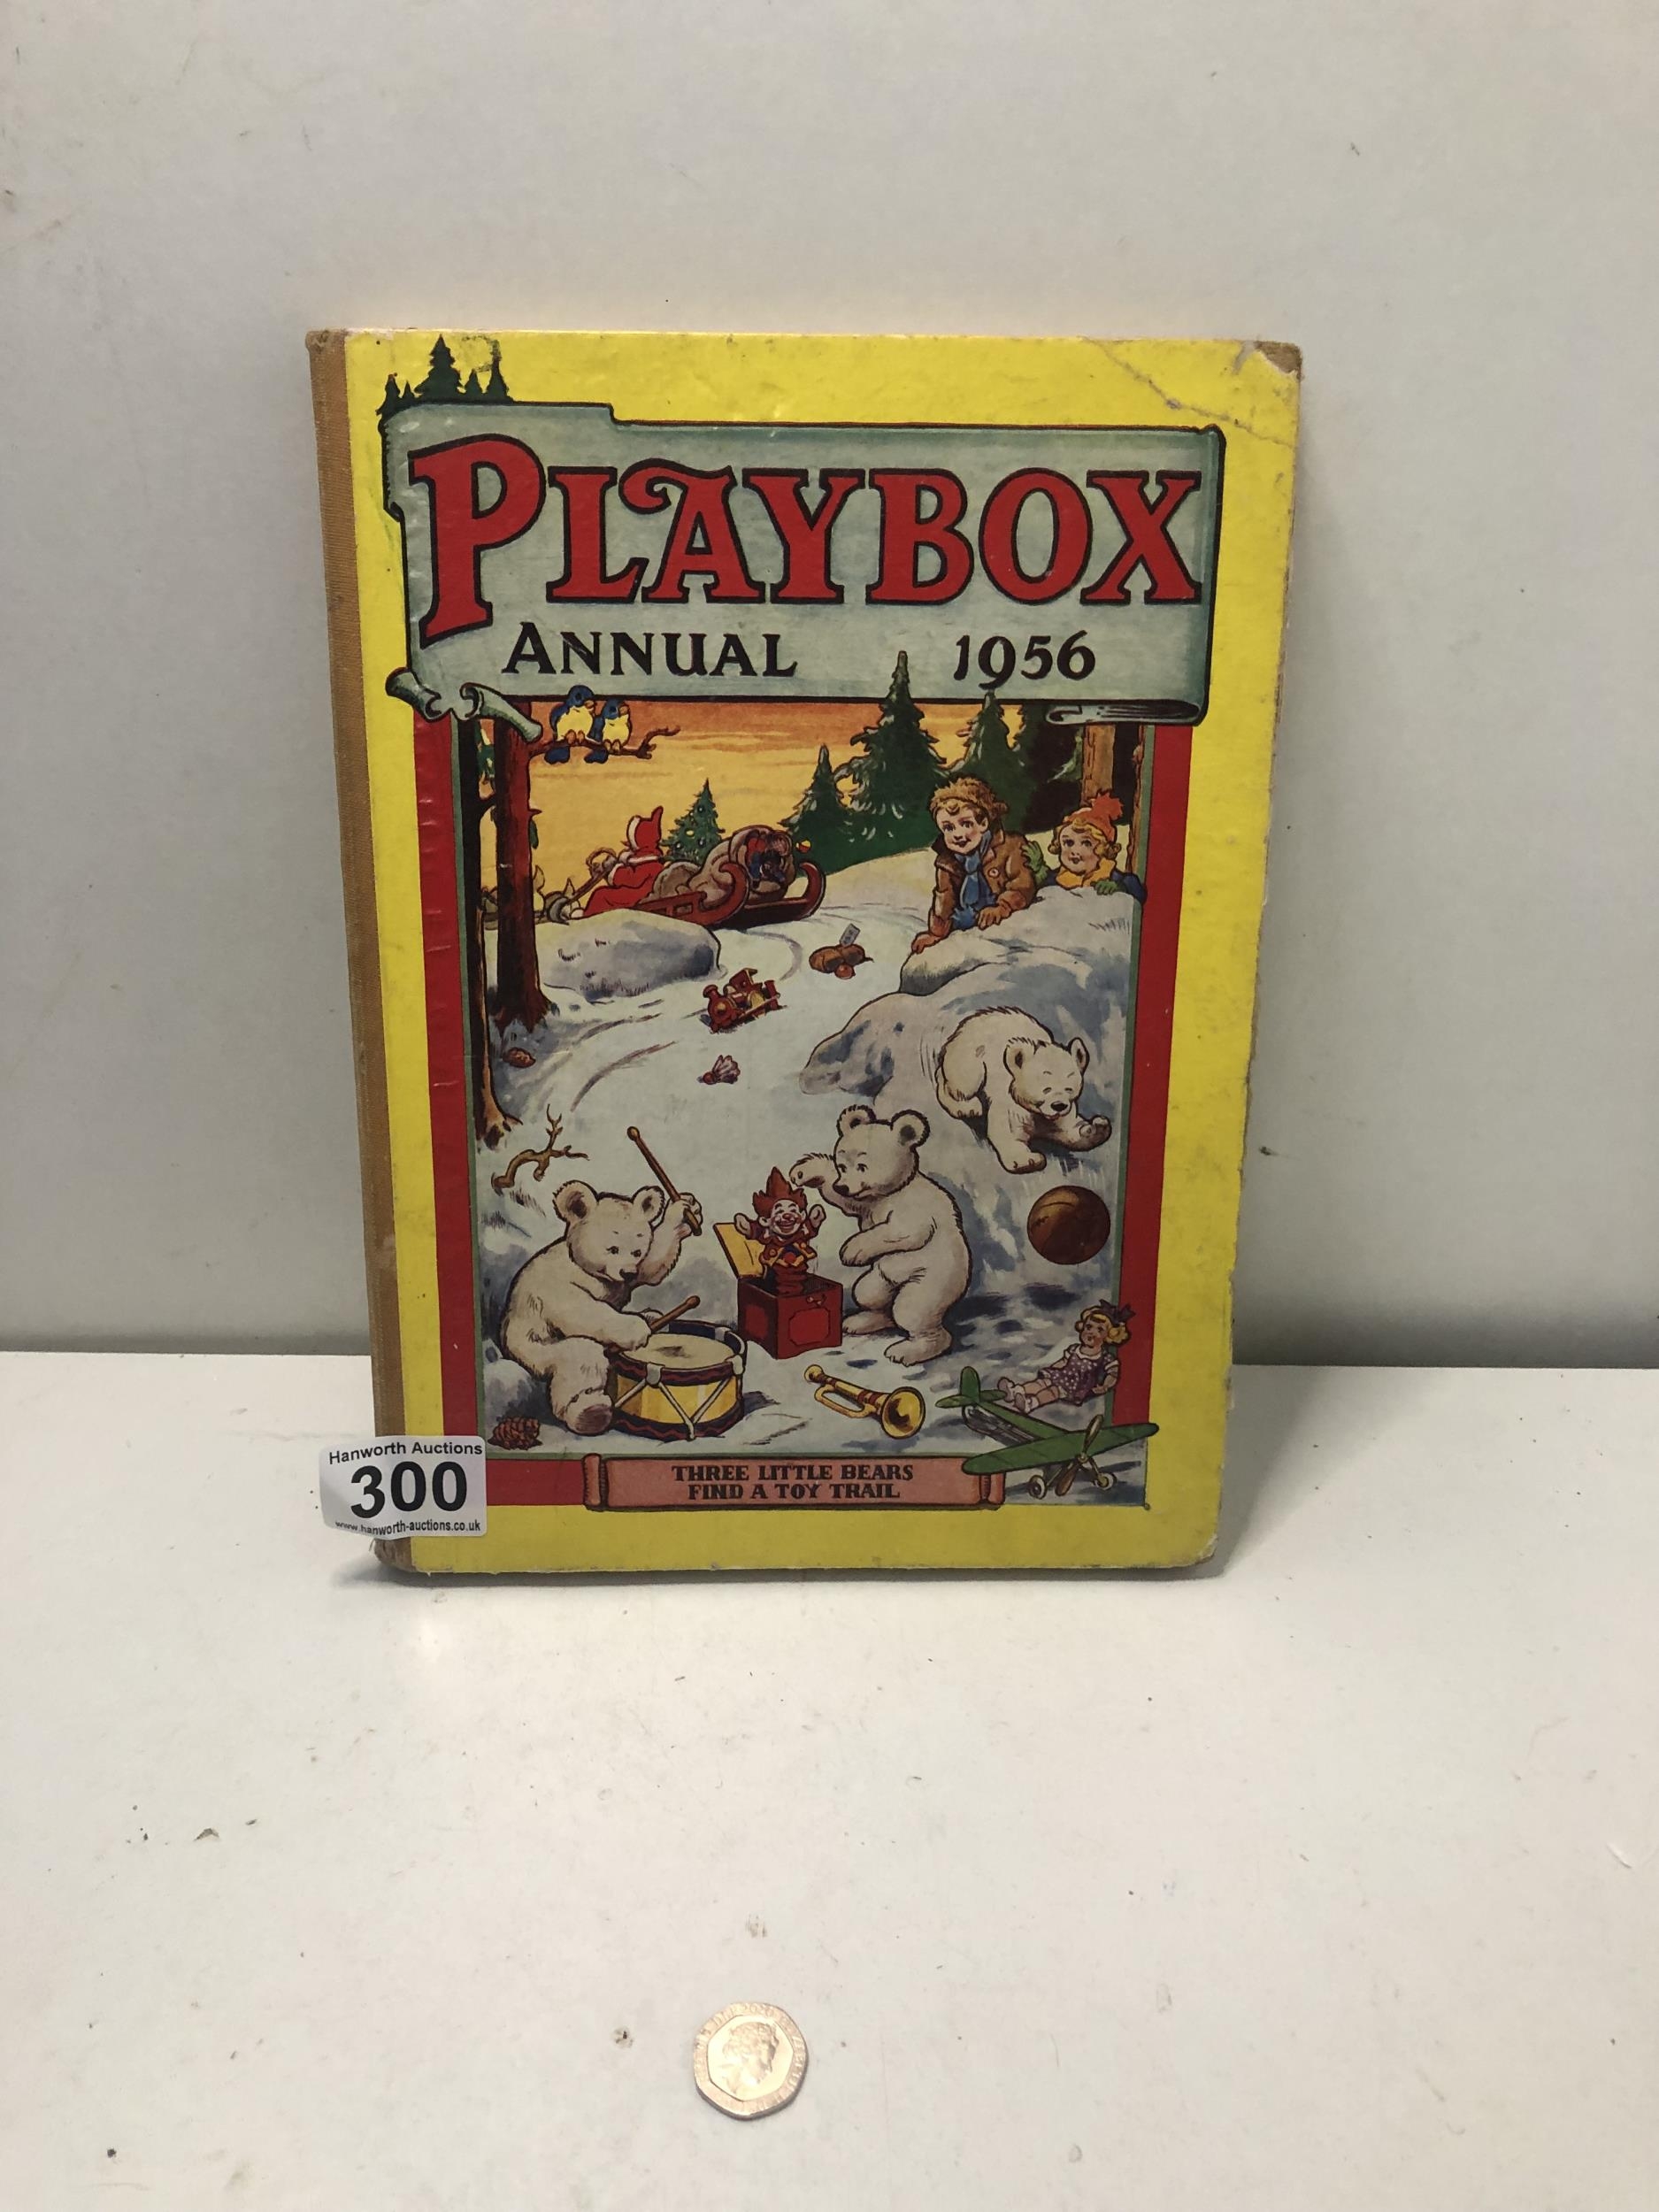 PLAYBOX
ANNUAL 1956
THREE LITTLE BEARS
FIND A TOY TRAIL
Hanworth Auctions
300
www.hanworth-auctions.co.uk